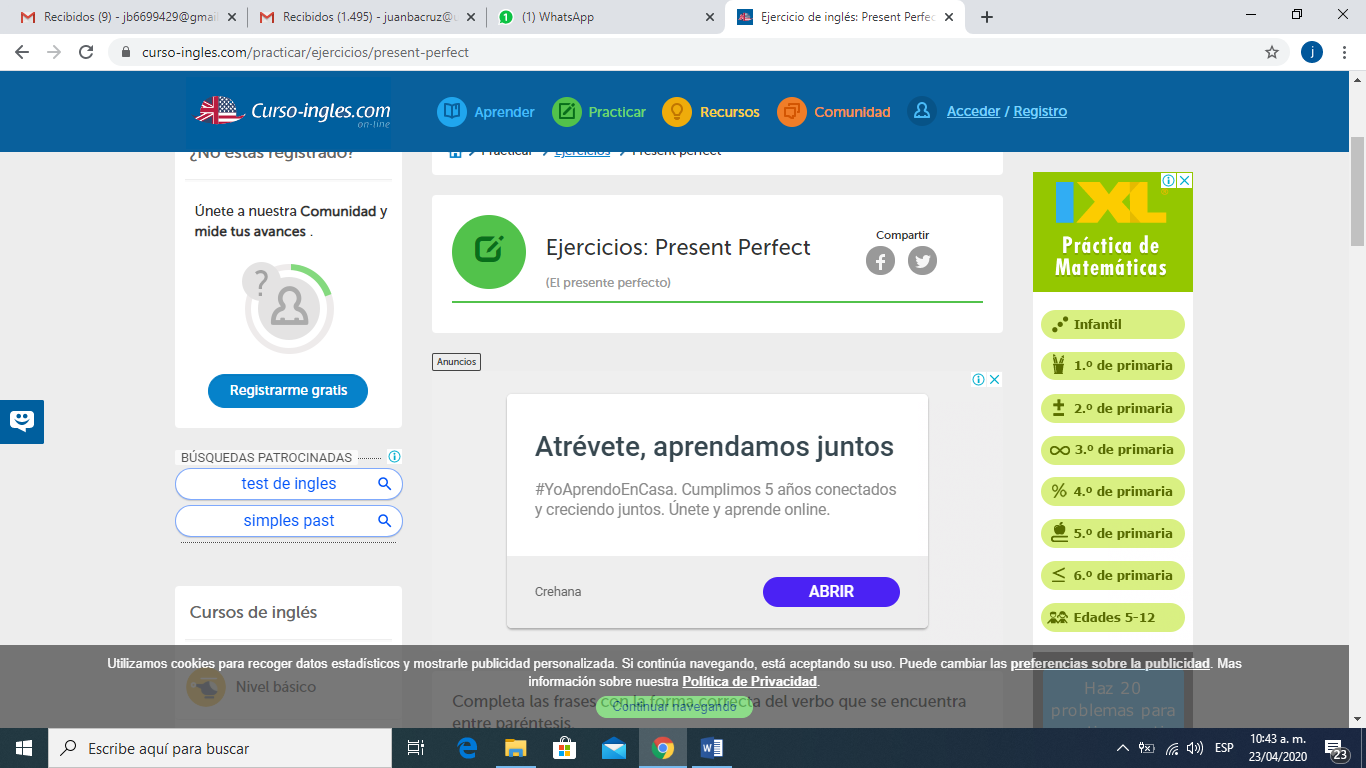 Recibidos (9) - jb6699429@gmai
Recibidos (1.495) - juanbacruz@u
(1) WhatsApp
Ejercicio de inglés: Present Perfec
curso-ingles.com/practicar/ejercicios/present-perfect
j
Curso-ingles.com
on-line
Aprender
Practicar
Recursos
Comunidad
Acceder / Registro
¿No estás registrado?
Únete a nuestra Comunidad y
mide tus avances .
?
Registrarme gratis
BÚSQUEDAS PATROCINADAS
test de ingles
simples past
Cursos de inglés
Nivel básico
Practicar
Ejercicios
Present perfect
Ejercicios: Present Perfect
(El presente perfecto)
Compartir
Anuncios
Atrévete, aprendamos juntos
#YoAprendoEnCasa. Cumplimos 5 años conectados
y creciendo juntos. Únete y aprende online.
Crehana
ABRIR
Completa las frases con la forma correcta del verbo que se encuentra
entre paréntesis.
IXL
Práctica de
Matemáticas
Infantil
1.º de primaria
2.º de primaria
3.º de primaria
4.º de primaria
5.º de primaria
6.º de primaria
Edades 5-12
Haz 20
problemas para
Utilizamos cookies para recoger datos estadísticos y mostrarle publicidad personalizada. Si continúa navegando, está aceptando su uso. Puede cambiar las preferencias sobre la publicidad. Mas
información sobre nuestra Política de Privacidad.
Continuar navegando
Escribe aquí para buscar
ESP
10:43 a. m.
23/04/2020
23